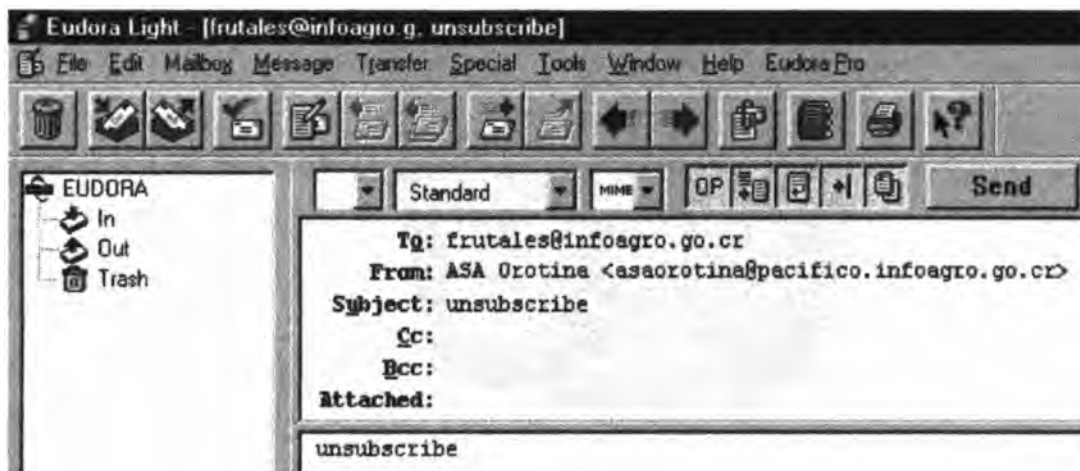 Eudora Light - [frutales@infoagro.g, unsubscribe]
File Edit Mailbox Message Transfer Special Tools Window Help Eudora Pro
Standard MIME QP Send
EUDORA
In
Out
Trash
To: frutales@infoagro.go.cr
From: ASA Orotina <asaorotina@pacifico.infoagro.go.cr>
Subject: unsubscribe
Cc:
Bcc:
Attached:
unsubscribe